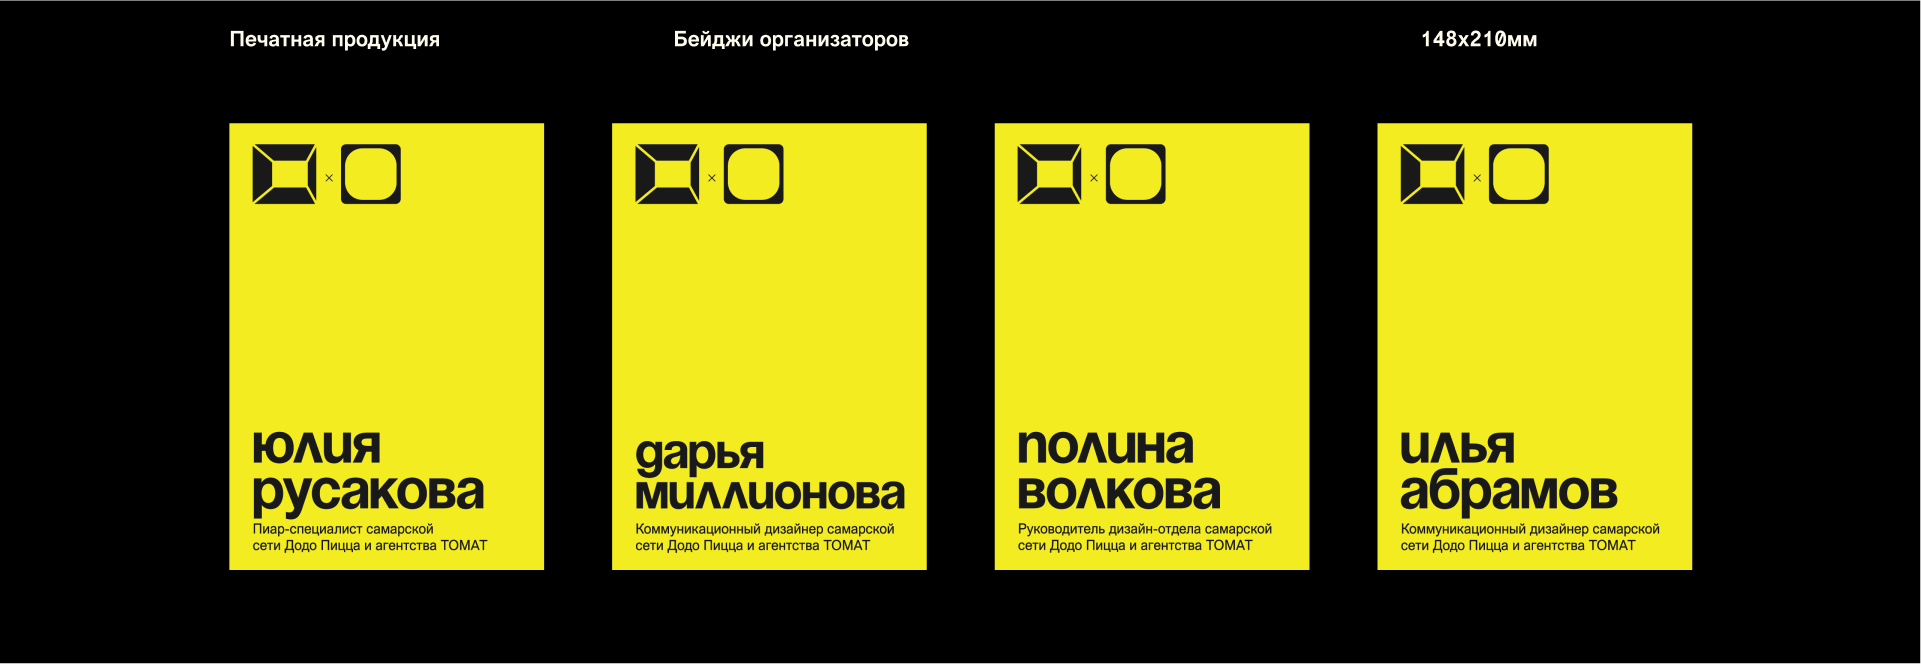 Печатная продукция
Бейджи организаторов
148x210мм
×
юлия
русакова
Пиар-специалист самарской
сети Додо Пицца и агентства ТОМАТ
×
дарья
миллионова
Коммуникационный дизайнер самарской
сети Додо Пицца и агентства ТОМАТ
×
полина
волкова
Руководитель дизайн-отдела самарской
сети Додо Пицца и агентства ТОМАТ
×
илья
абрамов
Коммуникационный дизайнер самарской
сети Додо Пицца и агентства ТОМАТ